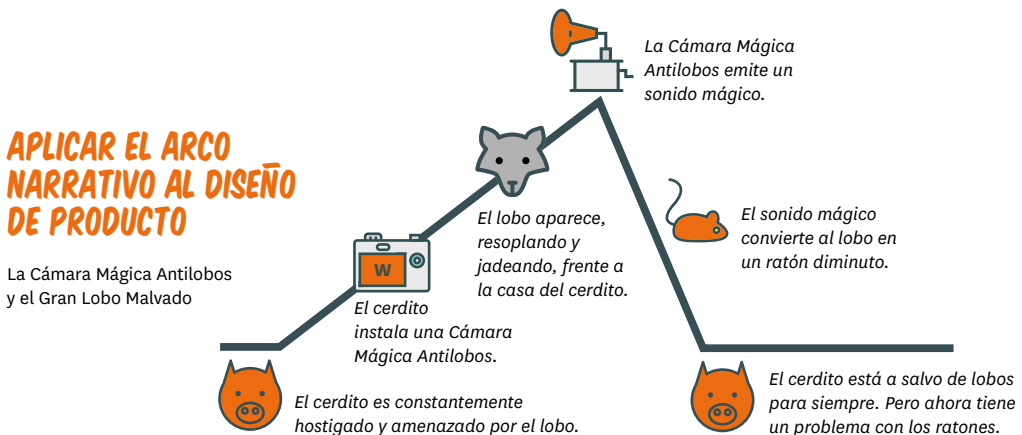 APLICAR EL ARCO
NARRATIVO AL DISEÑO
DE PRODUCTO
La Cámara Mágica Antilobos
y el Gran Lobo Malvado
El cerdito es constantemente
hostigado y amenazado por el lobo.
W
El cerdito
instala una Cámara
Mágica Antilobos.
El lobo aparece,
resoplando y
jadeando, frente a
la casa del cerdito.
La Cámara Mágica
Antilobos emite un
sonido mágico.
El sonido mágico
convierte al lobo en
un ratón diminuto.
El cerdito está a salvo de lobos
para siempre. Pero ahora tiene
un problema con los ratones.